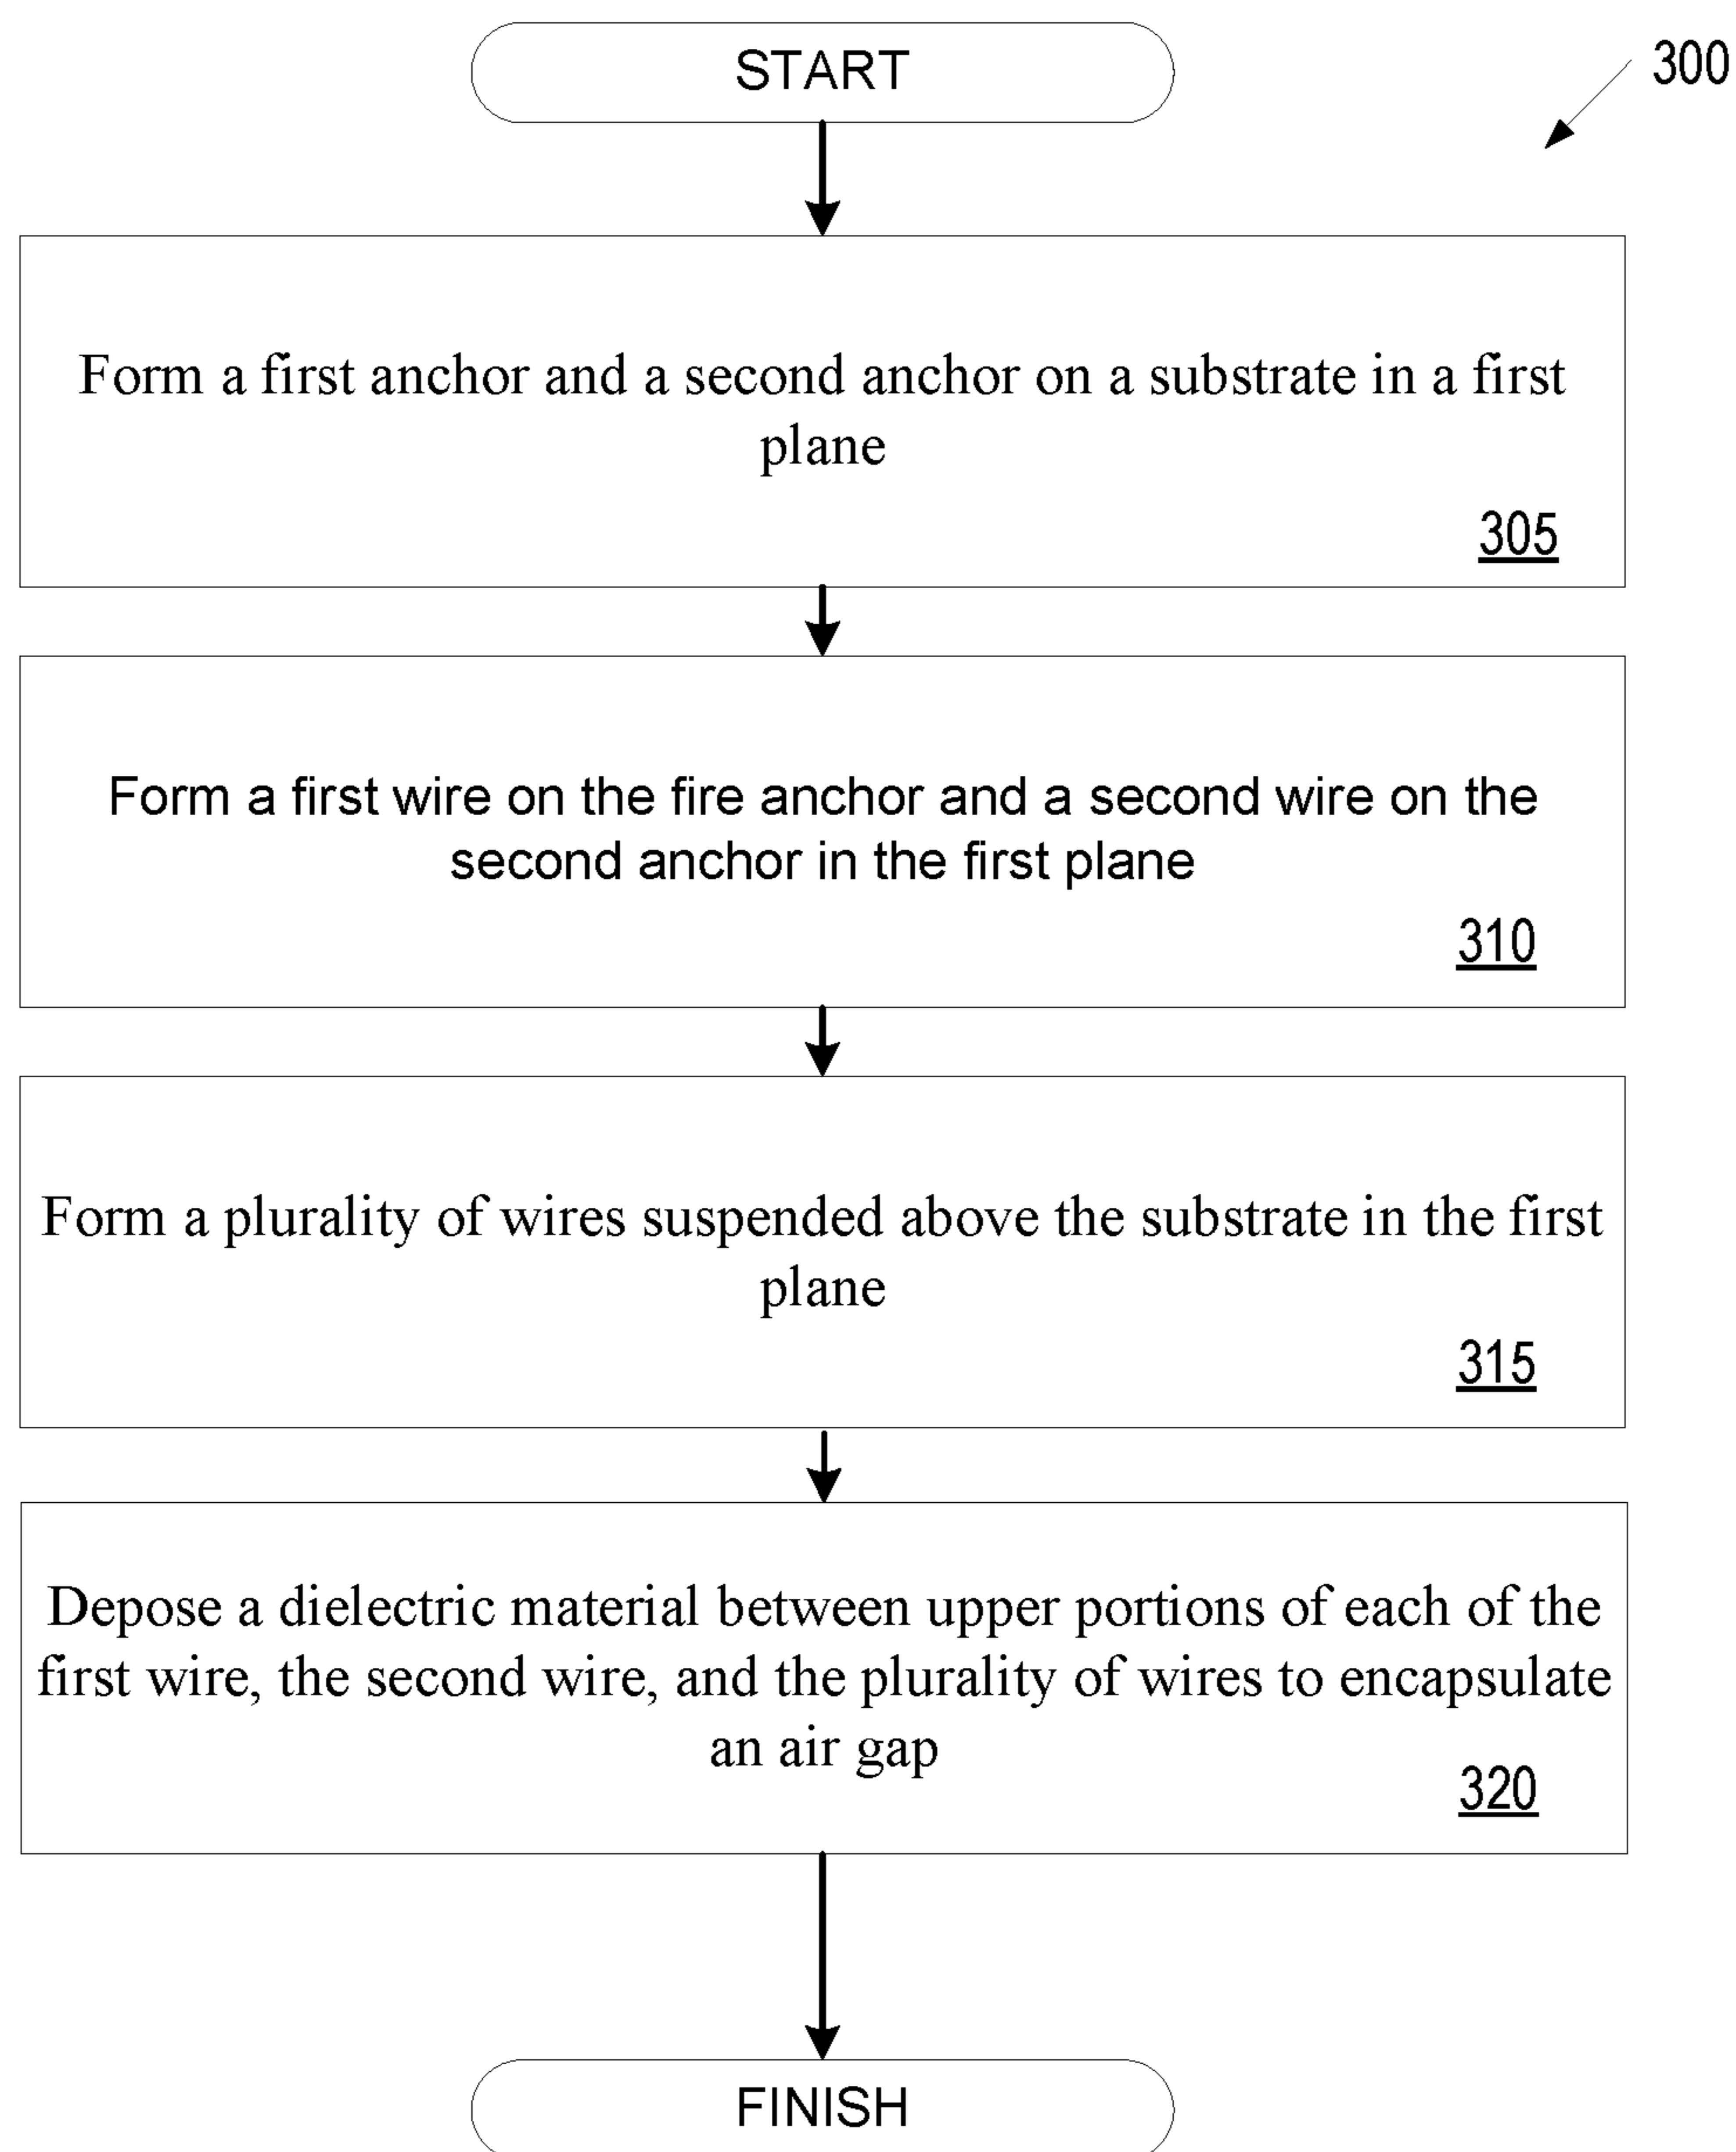 START
300
Form a first anchor and a second anchor on a substrate in a first
plane
305
Form a first wire on the fire anchor and a second wire on the
second anchor in the first plane
310
Form a plurality of wires suspended above the substrate in the first
plane
315
Depose a dielectric material between upper portions of each of the
first wire, the second wire, and the plurality of wires to encapsulate
an air gap
320
FINISH